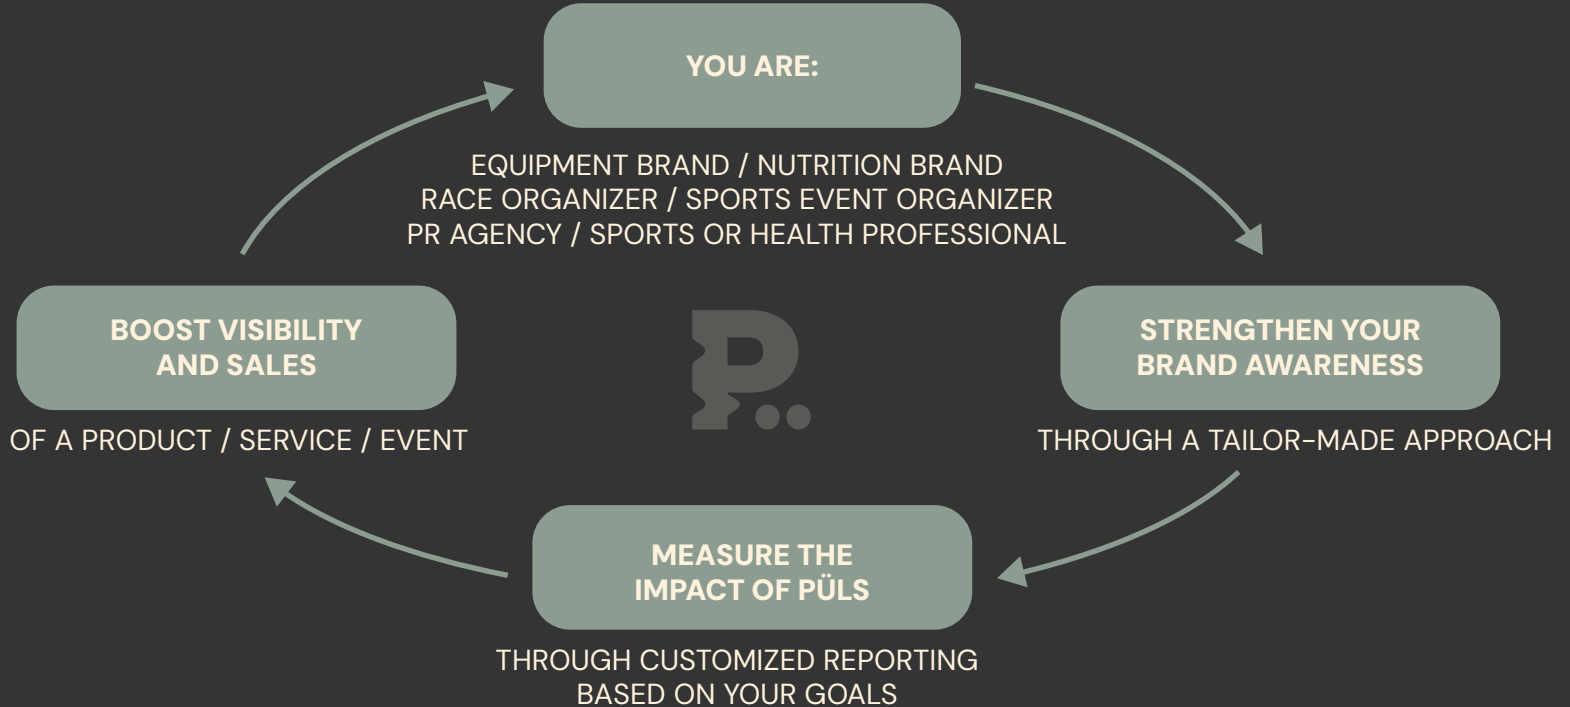 YOU ARE:
EQUIPMENT BRAND / NUTRITION BRAND
RACE ORGANIZER / SPORTS EVENT ORGANIZER
PR AGENCY / SPORTS OR HEALTH PROFESSIONAL
STRENGTHEN YOUR
BRAND AWARENESS
THROUGH A TAILOR-MADE APPROACH
MEASURE THE
IMPACT OF PÜLS
THROUGH CUSTOMIZED REPORTING
BASED ON YOUR GOALS
BOOST VISIBILITY
AND SALES
OF A PRODUCT / SERVICE / EVENT
P..